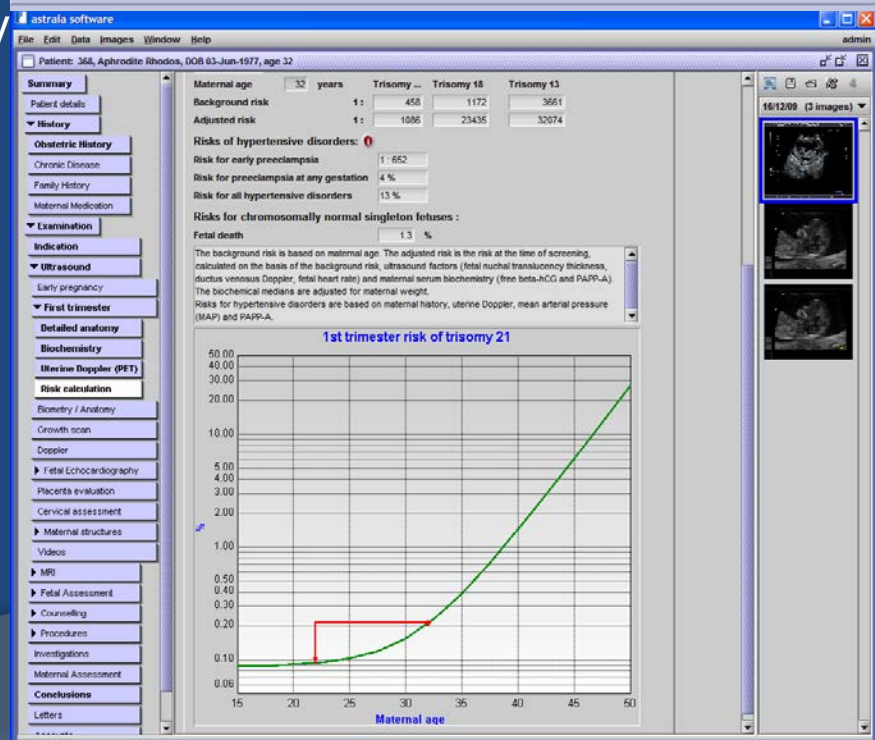 y
astrala software
File Edit Data Images Window Help admin
Patient: 368, Aphrodite Rhodos, DOB 03-Jun-1977, age 32
Summary
Patient details
History
Obstetric History
Chronic Disease
Family History
Maternal Medication
Examination
Indication
Ultrasound
Early pregnancy
First trimester
Detailed anatomy
Biochemistry
Uterine Doppler (PET)
Risk calculation
Biometry / Anatomy
Growth scan
Doppler
Fetal Echocardiography
Placenta evaluation
Cervical assessment
Maternal structures
Videos
MRI
Fetal Assessment
Counselling
Procedures
Investigations
Maternal Assessment
Conclusions
Letters
Maternal age 32 years Trisomy ... Trisomy 18 Trisomy 13
Background risk 1: 458 1172 3661
Adjusted risk 1: 1086 23435 32074
Risks of hypertensive disorders:
Risk for early preeclampsia 1:652
Risk for preeclampsia at any gestation 4 %
Risk for all hypertensive disorders 13 %
Risks for chromosomally normal singleton fetuses :
Fetal death 1.3 %
The background risk is based on maternal age. The adjusted risk is the risk at the time of screening,
calculated on the basis of the background risk, ultrasound factors (fetal nuchal translucency thickness,
ductus venosus Doppler, fetal heart rate) and maternal serum biochemistry (free beta-hCG and PAPP-A).
The biochemical medians are adjusted for maternal weight.
Risks for hypertensive disorders are based on maternal history, uterine Doppler, mean arterial pressure
(MAP) and PAPP-A.
1st trimester risk of trisomy 21
50.00
40.00
30.00
20.00
10.00
5.00
4.00
3.00
2.00
%
1.00
0.50
0.40
0.30
0.20
0.10
0.06
15 20 25 30 35 40 45 50
Maternal age
16/12/09 (3 images)